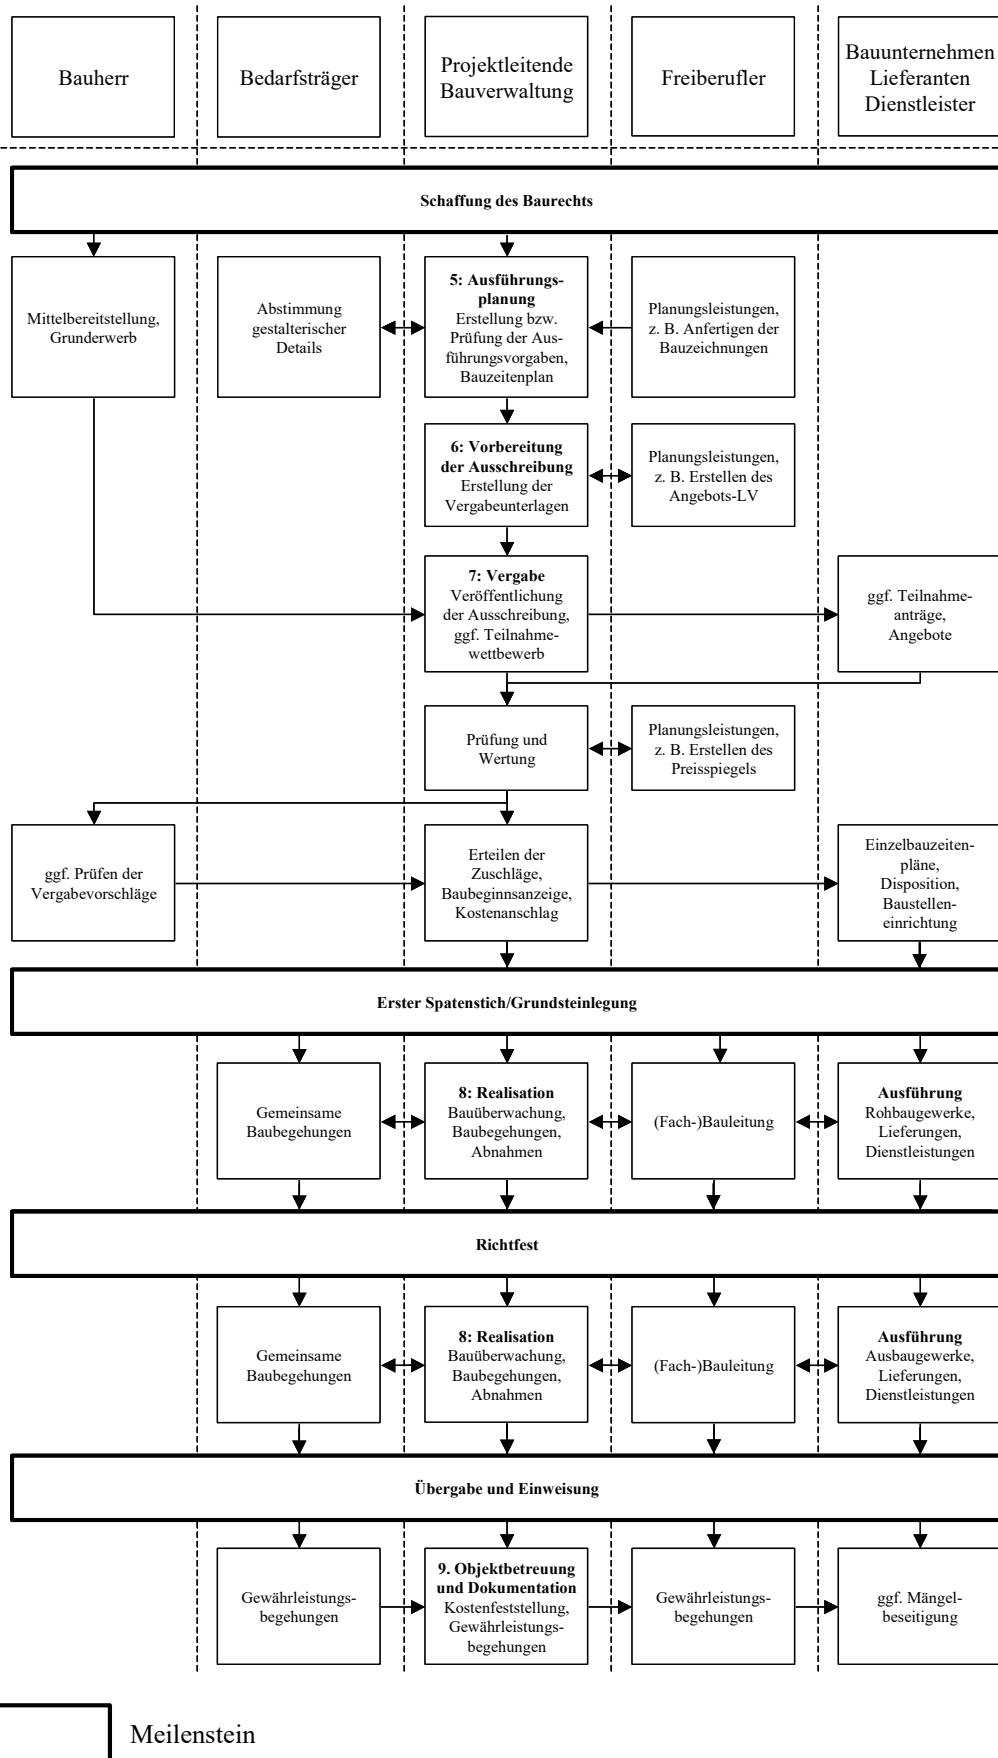 Bauherr
Bedarfsträger
Projektleitende
Bauverwaltung
Freiberufler
Bauunternehmen
Lieferanten
Dienstleister
Schaffung des Baurechts
Mittelbereitstellung,
Grunderwerb
Abstimmung
gestalterischer
Details
5: Ausführungs-
planung
Erstellung bzw.
Prüfung der Aus-
führungsvorgaben,
Bauzeitenplan
Planungsleistungen,
z. B. Anfertigen der
Bauzeichnungen
6: Vorbereitung
der Ausschreibung
Erstellung der
Vergabeunterlagen
Planungsleistungen,
z. B. Erstellen des
Angebots-LV
7: Vergabe
Veröffentlichung
der Ausschreibung,
ggf. Teilnahme-
wettbewerb
ggf. Teilnahme-
anträge,
Angebote
Prüfung und
Wertung
Planungsleistungen,
z. B. Erstellen des
Preisspiegels
ggf. Prüfen der
Vergabevorschläge
Erteilen der
Zuschläge,
Baubeginnsanzeige,
Kostenanschlag
Einzelbauzeiten-
pläne,
Disposition,
Baustellen-
einrichtung
Erster Spatenstich/Grundsteinlegung
Gemeinsame
Baubegehungen
8: Realisation
Bauüberwachung,
Baubegehungen,
Abnahmen
(Fach-)Bauleitung
Ausführung
Rohbaugewerke,
Lieferungen,
Dienstleistungen
Richtfest
Gemeinsame
Baubegehungen
8: Realisation
Bauüberwachung,
Baubegehungen,
Abnahmen
(Fach-)Bauleitung
Ausführung
Ausbaugewerke,
Lieferungen,
Dienstleistungen
Übergabe und Einweisung
Gewährleistungs-
begehungen
9. Objektbetreuung
und Dokumentation
Kostenfeststellung,
Gewährleistungs-
begehungen
Gewährleistungs-
begehungen
ggf. Mängel-
beseitigung
Meilenstein